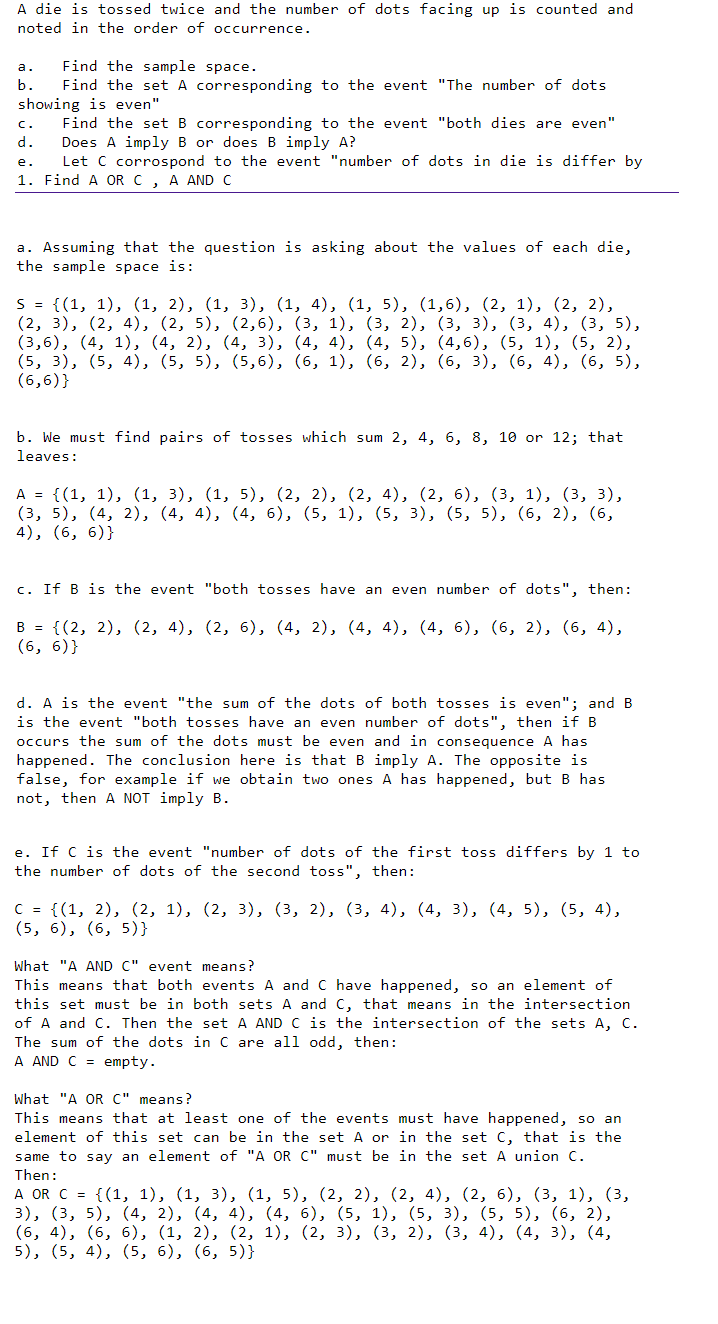 A die is tossed twice and the number of dots facing up is counted and
noted in the order of occurrence.
a.   Find the sample space.
b.   Find the set A corresponding to the event "The number of dots
showing is even"
c.   Find the set B corresponding to the event "both dies are even"
d.   Does A imply B or does B imply A?
e.   Let C corrospond to the event "number of dots in die is differ by
1. Find A OR C , A AND C
a. Assuming that the question is asking about the values of each die,
the sample space is:
S = {(1, 1), (1, 2), (1, 3), (1, 4), (1, 5), (1,6), (2, 1), (2, 2),
(2, 3), (2, 4), (2, 5), (2,6), (3, 1), (3, 2), (3, 3), (3, 4), (3, 5),
(3,6), (4, 1), (4, 2), (4, 3), (4, 4), (4, 5), (4,6), (5, 1), (5, 2),
(5, 3), (5, 4), (5, 5), (5,6), (6, 1), (6, 2), (6, 3), (6, 4), (6, 5),
(6,6)}
b. We must find pairs of tosses which sum 2, 4, 6, 8, 10 or 12; that
leaves:
A = {(1, 1), (1, 3), (1, 5), (2, 2), (2, 4), (2, 6), (3, 1), (3, 3),
(3, 5), (4, 2), (4, 4), (4, 6), (5, 1), (5, 3), (5, 5), (6, 2), (6,
4), (6, 6)}
c. If B is the event "both tosses have an even number of dots", then:
B = {(2, 2), (2, 4), (2, 6), (4, 2), (4, 4), (4, 6), (6, 2), (6, 4),
(6, 6)}
d. A is the event "the sum of the dots of both tosses is even"; and B
is the event "both tosses have an even number of dots", then if B
occurs the sum of the dots must be even and in consequence A has
happened. The conclusion here is that B imply A. The opposite is
false, for example if we obtain two ones A has happened, but B has
not, then A NOT imply B.
e. If C is the event "number of dots of the first toss differs by 1 to
the number of dots of the second toss", then:
C = {(1, 2), (2, 1), (2, 3), (3, 2), (3, 4), (4, 3), (4, 5), (5, 4),
(5, 6), (6, 5)}
What "A AND C" event means?
This means that both events A and C have happened, so an element of
this set must be in both sets A and C, that means in the intersection
of A and C. Then the set A AND C is the intersection of the sets A, C.
The sum of the dots in C are all odd, then:
A AND C = empty.
What "A OR C" means?
This means that at least one of the events must have happened, so an
element of this set can be in the set A or in the set C, that is the
same to say an element of "A OR C" must be in the set A union C.
Then:
A OR C = {(1, 1), (1, 3), (1, 5), (2, 2), (2, 4), (2, 6), (3, 1), (3,
3), (3, 5), (4, 2), (4, 4), (4, 6), (5, 1), (5, 3), (5, 5), (6, 2),
(6, 4), (6, 6), (1, 2), (2, 1), (2, 3), (3, 2), (3, 4), (4, 3), (4,
5), (5, 4), (5, 6), (6, 5)}